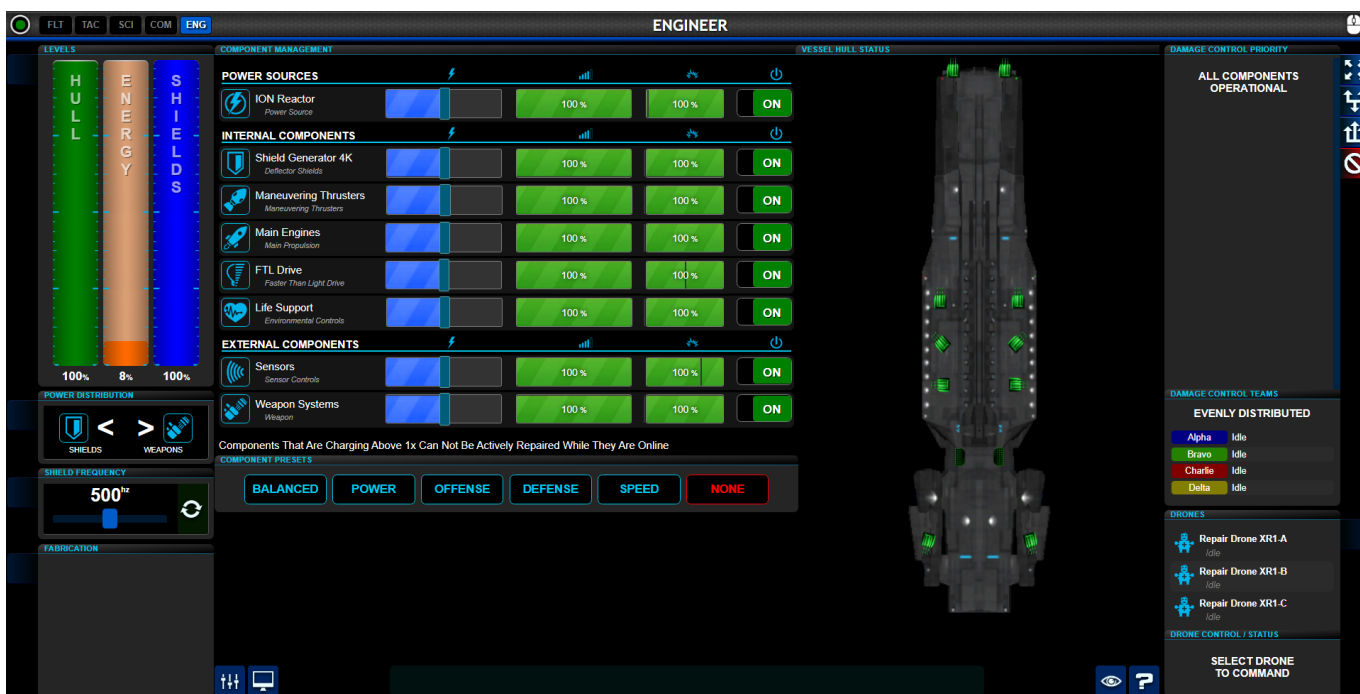 FLT TAC SCI COM ENG
ENGINEER
LEVELS
HULL ENERGY SHIELDS
100% 8% 100%
POWER DISTRIBUTION
< >
SHIELDS WEAPONS
SHIELD FREQUENCY
500hz
FABRICATION
COMPONENT MANAGEMENT
POWER SOURCES
ION Reactor 100 % 100 % ON
Power Source
INTERNAL COMPONENTS
Shield Generator 4K 100 % 100 % ON
Deflector Shields
Maneuvering Thrusters 100 % 100 % ON
Maneuvering Thrusters
Main Engines 100 % 100 % ON
Main Propulsion
FTL Drive 100 % 100 % ON
Faster Than Light Drive
Life Support 100 % 100 % ON
Environmental Controls
EXTERNAL COMPONENTS
Sensors 100 % 100 % ON
Sensor Controls
Weapon Systems 100 % 100 % ON
Weapon
Components That Are Charging Above 1x Can Not Be Actively Repaired While They Are Online
COMPONENT PRESETS
BALANCED POWER OFFENSE DEFENSE SPEED NONE
VESSEL HULL STATUS
?
DAMAGE CONTROL PRIORITY
ALL COMPONENTS
OPERATIONAL
DAMAGE CONTROL TEAMS
EVENLY DISTRIBUTED
Alpha Idle
Bravo Idle
Charlie Idle
Delta Idle
DRONES
Repair Drone XR1-A
Idle
Repair Drone XR1-B
Idle
Repair Drone XR1-C
Idle
DRONE CONTROL / STATUS
SELECT DRONE
TO COMMAND